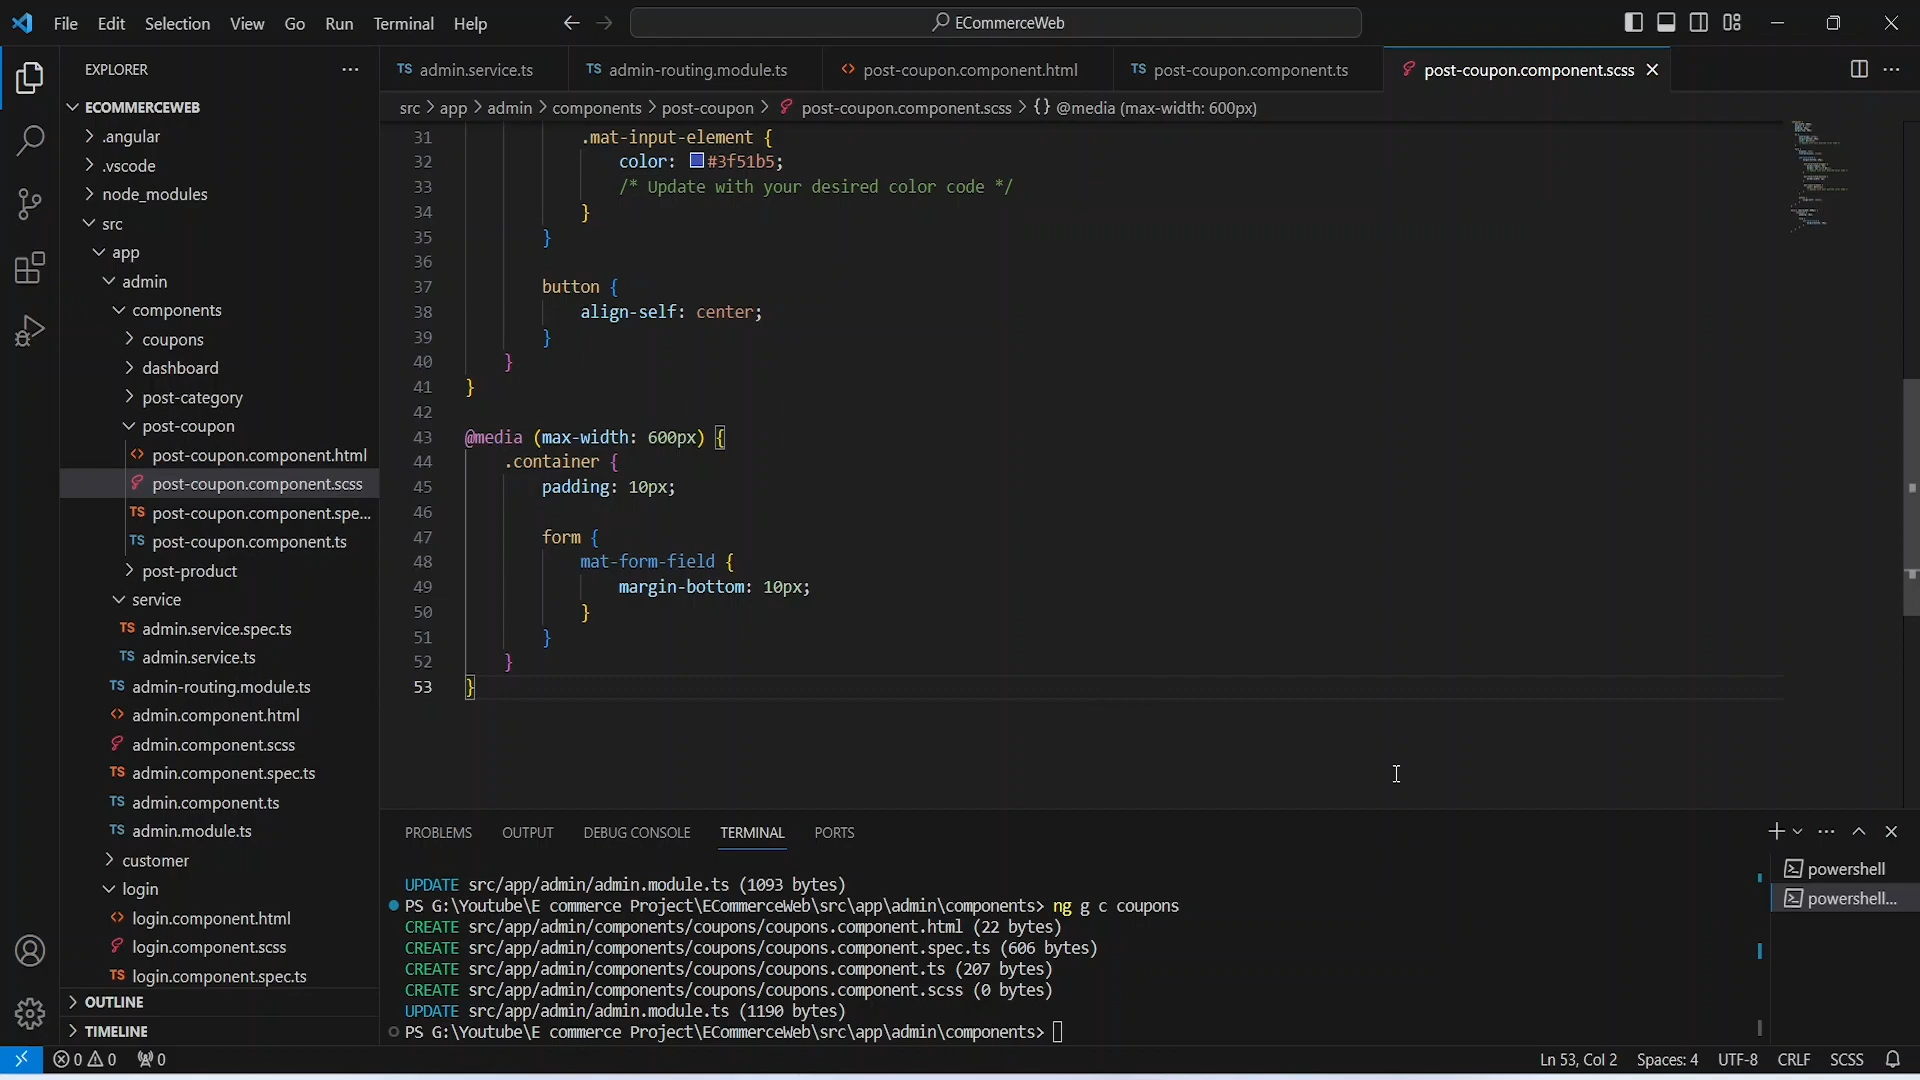 File Edit Selection View Go Run Terminal Help
ECommerceWeb
EXPLORER
ECOMMERCEWEB
.angular
.vscode
node_modules
src
app
admin
components
coupons
dashboard
post-category
post-coupon
post-coupon.component.html
post-coupon.component.scss
TS post-coupon.component.spe...
TS post-coupon.component.ts
post-product
service
TS admin.service.spec.ts
TS admin.service.ts
TS admin-routing.module.ts
admin.component.html
admin.component.scss
TS admin.component.spec.ts
TS admin.component.ts
TS admin.module.ts
customer
login
login.component.html
login.component.scss
TS login.component.spec.ts
OUTLINE
TIMELINE
TS admin.service.ts TS admin-routing.module.ts <> post-coupon.component.html TS post-coupon.component.ts post-coupon.component.scss
src > app > admin > components > post-coupon > post-coupon.component.scss > {} @media (max-width: 600px)
31 .mat-input-element {
32 color: #3f51b5;
33 /* Update with your desired color code */
34 }
35 }
36
37 button {
38 align-self: center;
39 }
40 }
41 }
42
43 @media (max-width: 600px) {
44 .container {
45 padding: 10px;
46
47 form {
48 mat-form-field {
49 margin-bottom: 10px;
50 }
51 }
52 }
53 }
PROBLEMS OUTPUT DEBUG CONSOLE TERMINAL PORTS
UPDATE src/app/admin/admin.module.ts (1093 bytes)
PS G:\Youtube\E commerce Project\ECommerceWeb\src\app\admin\components> ng g c coupons
CREATE src/app/admin/components/coupons/coupons.component.html (22 bytes)
CREATE src/app/admin/components/coupons/coupons.component.spec.ts (606 bytes)
CREATE src/app/admin/components/coupons/coupons.component.ts (207 bytes)
CREATE src/app/admin/components/coupons/coupons.component.scss (0 bytes)
UPDATE src/app/admin/admin.module.ts (1190 bytes)
PS G:\Youtube\E commerce Project\ECommerceWeb\src\app\admin\components>
powershell
powershell...
0 0 0 Ln 53, Col 2 Spaces: 4 UTF-8 CRLF SCSS